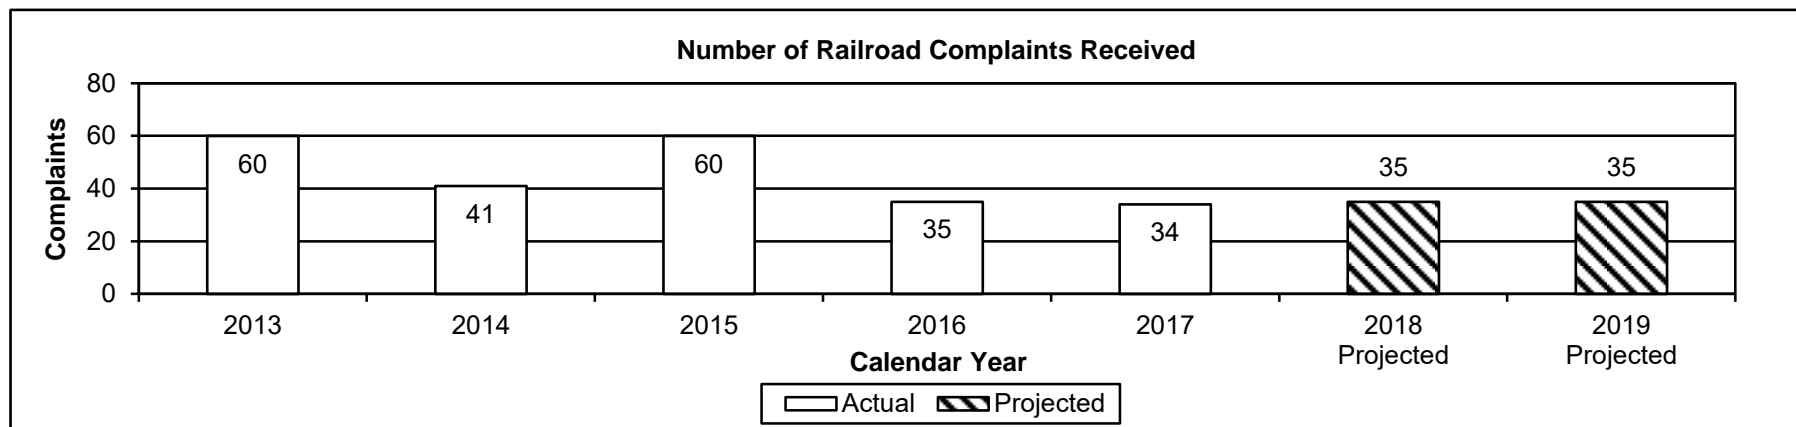 Number of Railroad Complaints Received
80
60
40
20
0
Complaints
60
41
60
35
34
35
35
2013
2014
2015
2016
2017
2018
Projected
2019
Projected
Calendar Year
Actual
Projected